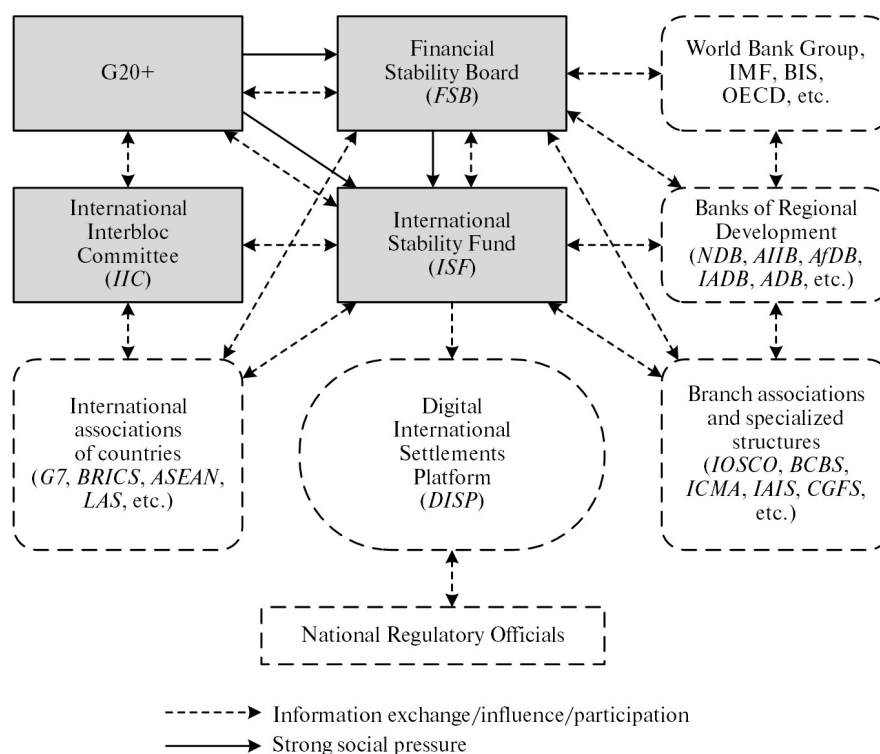 G20+
Financial
Stability Board
(FSB)
World Bank Group,
IMF, BIS,
OECD, etc.
International
Interbloc
Committee
(IIC)
International
Stability Fund
(ISF)
Banks of Regional
Development
(NDB, AIIB, AfDB,
IADB, ADB, etc.)
International
associations
of countries
(G7, BRICS, ASEAN,
LAS, etc.)
Digital
International
Settlements
Platform
(DISP)
Branch associations
and specialized
structures
(IOSCO, BCBS,
ICMA, IAIS, CGFS,
etc.)
National Regulatory Officials
Information exchange/influence/participation
Strong social pressure